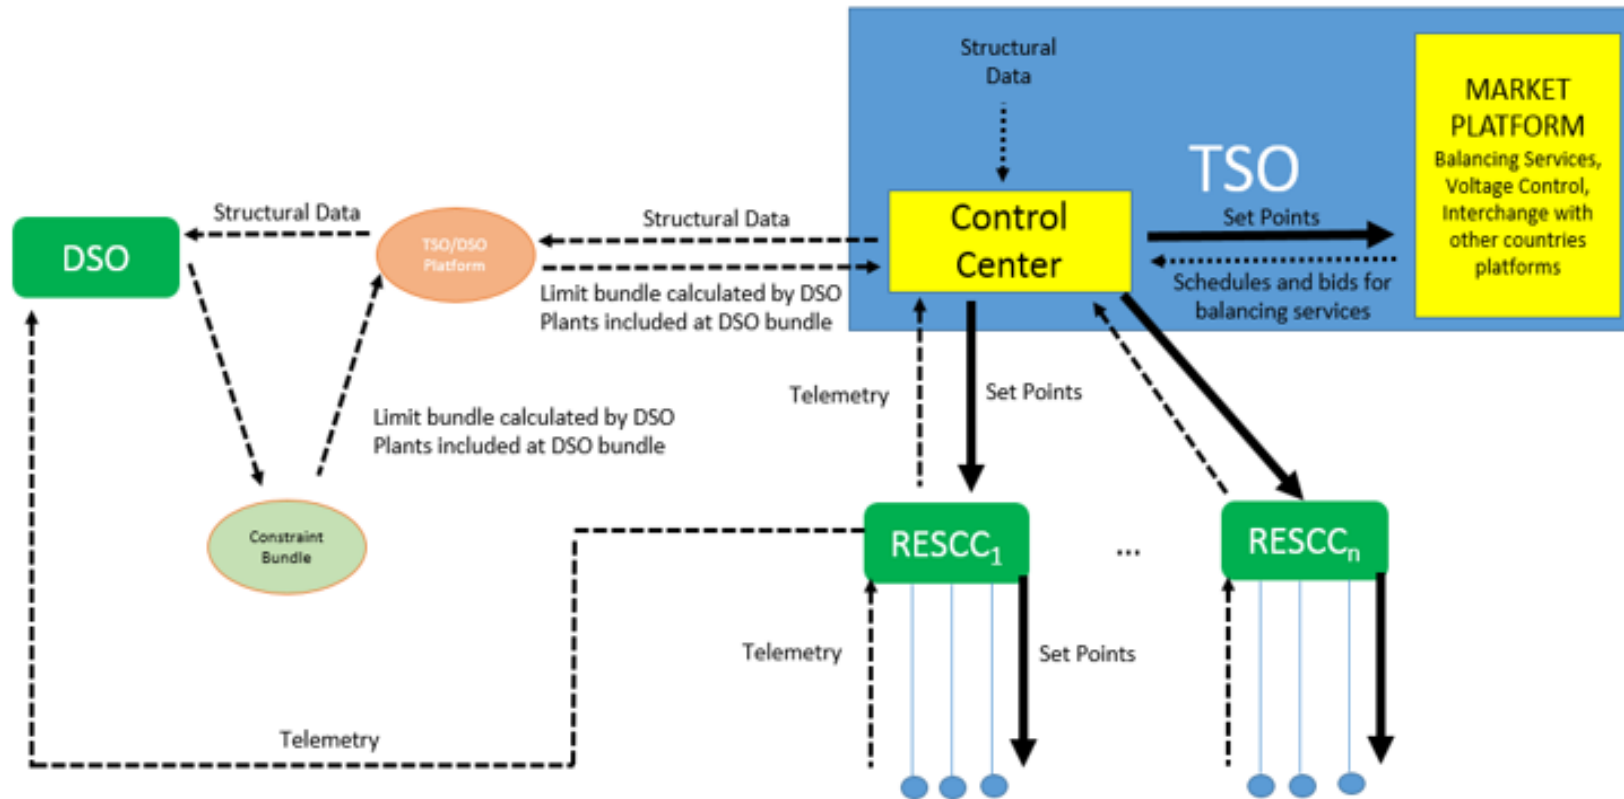 Structural
Data
MARKET
PLATFORM
Balancing Services,
Voltage Control,
Interchange with
other countries
platforms
TSO
Control
Center
Set Points
Schedules and bids for
balancing services
Structural Data
Structural Data
DSO
TSO/DSO
Platform
Limit bundle calculated by DSO
Plants included at DSO bundle
Telemetry
Set Points
Limit bundle calculated by DSO
Plants included at DSO bundle
Constraint
Bundle
RESCC1
...
RESCCn
Telemetry
Set Points
Telemetry